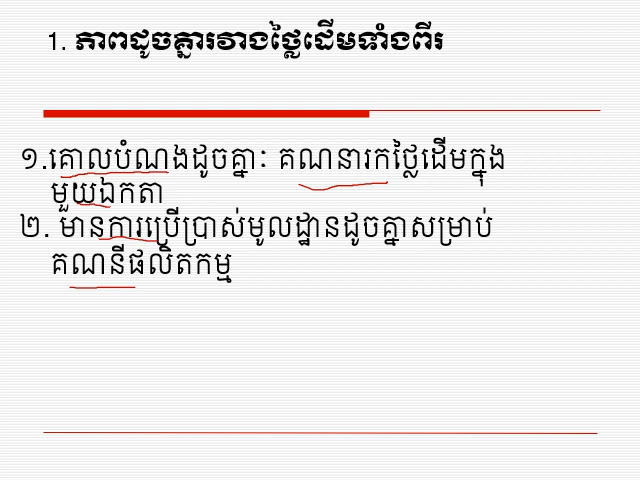 1. ភាពដូចគ្នារវាងថ្លៃដើមទាំងពីរ
១.គោលបំណងដូចគ្នាៈ គណនារកថ្លៃដើមក្នុង
មួយឯកតា
២. មានការប្រើប្រាស់មូលដ្ឋានដូចគ្នាសម្រាប់
គណនីផលិតកម្ម